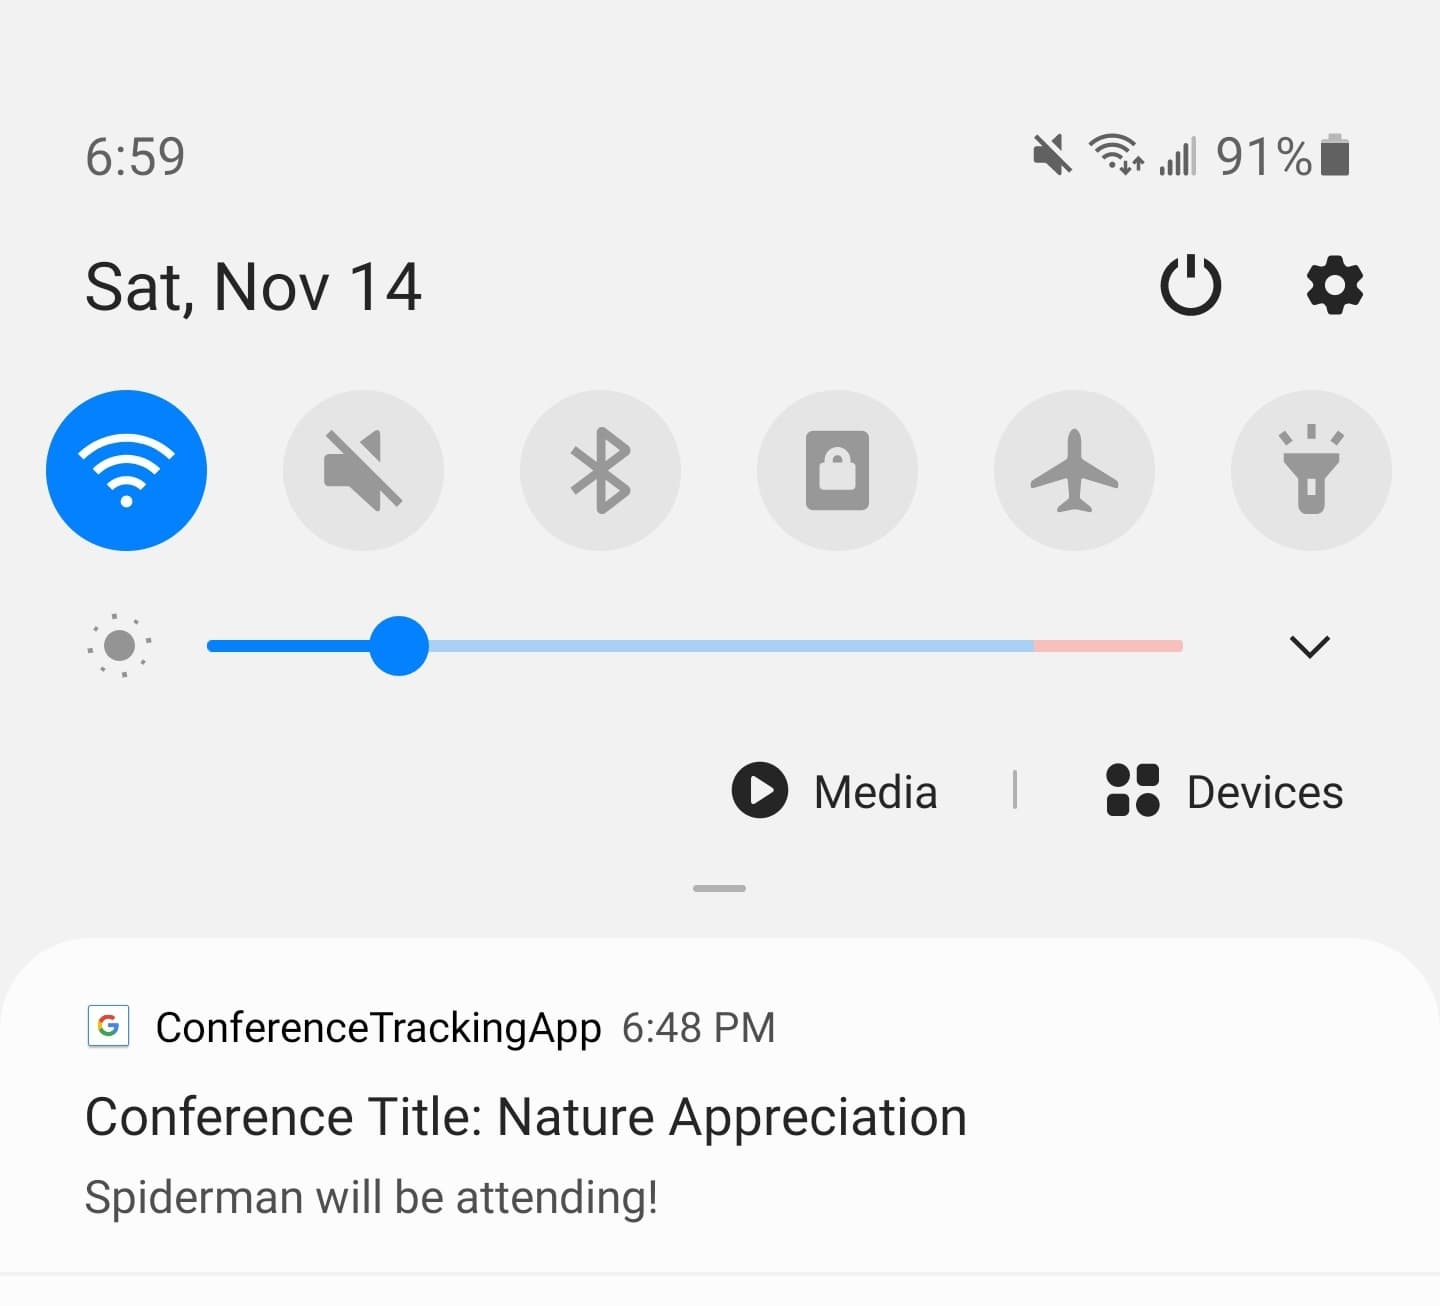 6:59 91%
Sat, Nov 14
Media | Devices
G ConferenceTrackingApp 6:48 PM
Conference Title: Nature Appreciation
Spiderman will be attending!